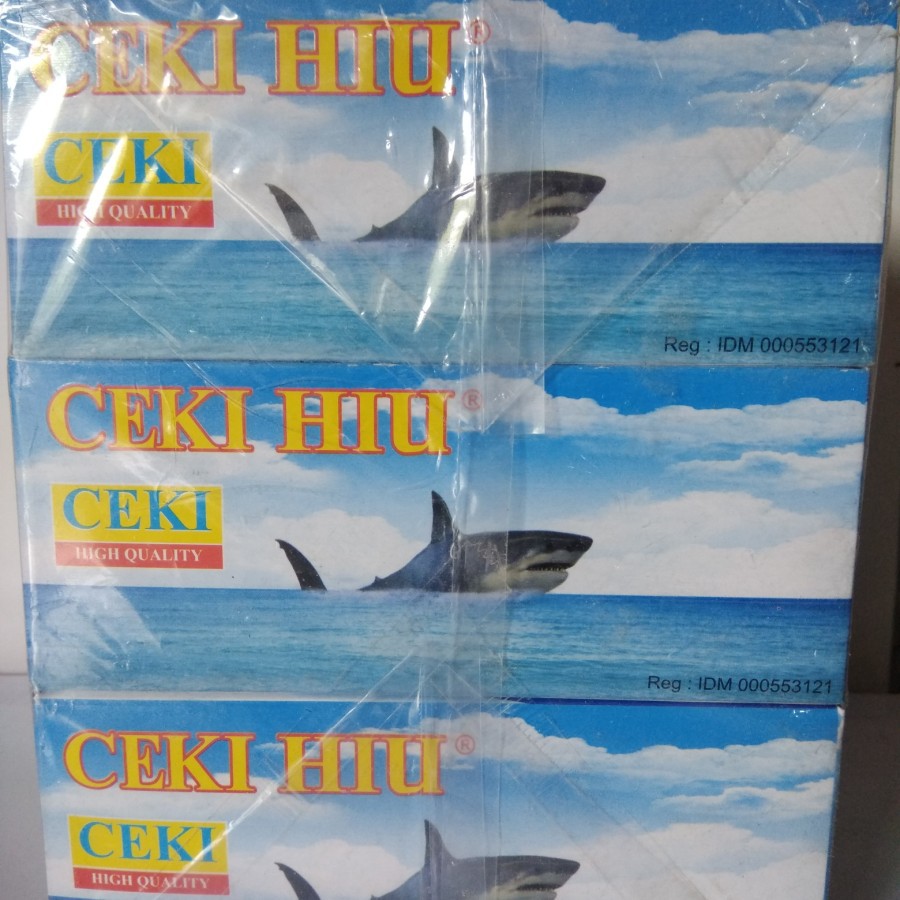 CEKI HIU®
CEKI
HIGH QUALITY
Reg : IDM 000553121
CEKI HIU®
CEKI
HIGH QUALITY
Reg : IDM 000553121
CEKI HIU®
CEKI
HIGH QUALITY